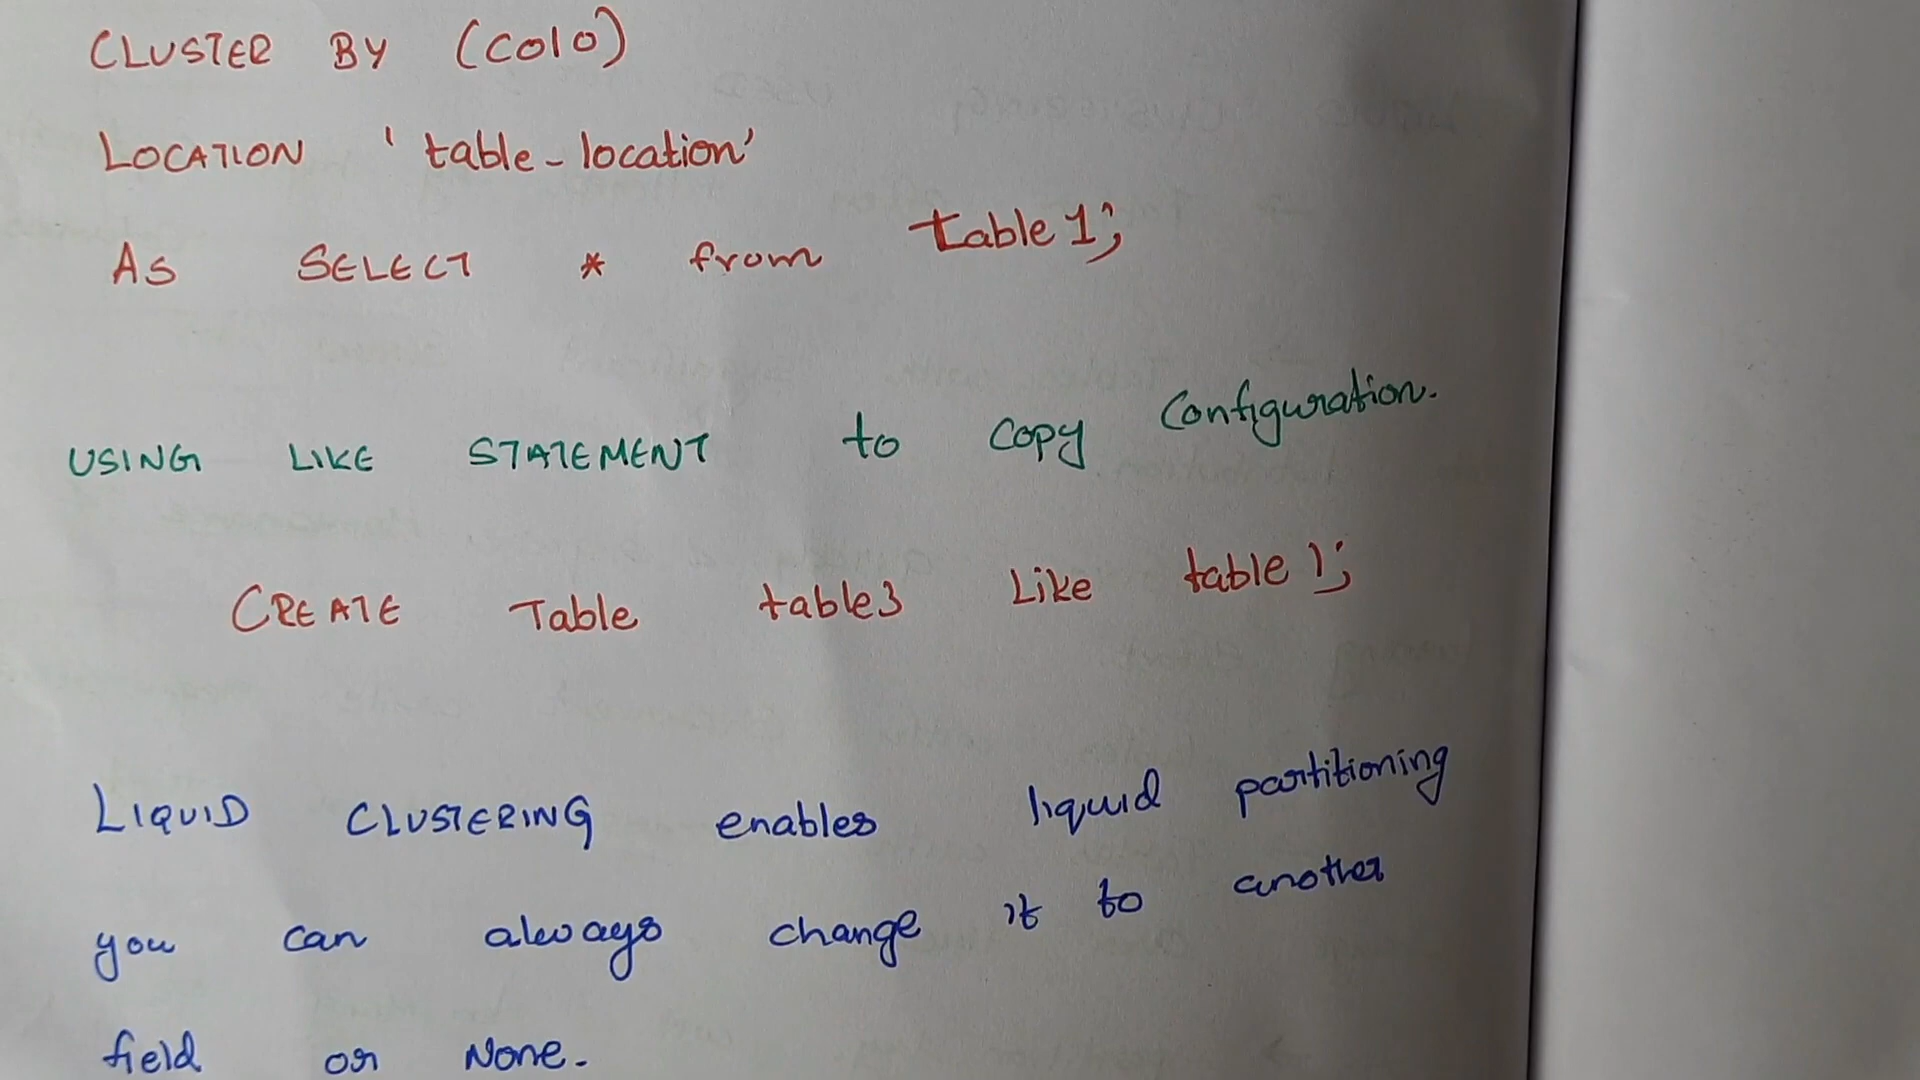 CLUSTER BY (col0)
LOCATION 'table-location'
AS SELECT * from table1;
USING LIKE STATEMENT to copy Configuration.
CREATE Table table3 Like table1;
LIQUID CLUSTERING enables liquid partitioning
you can always change it to another
field or None.